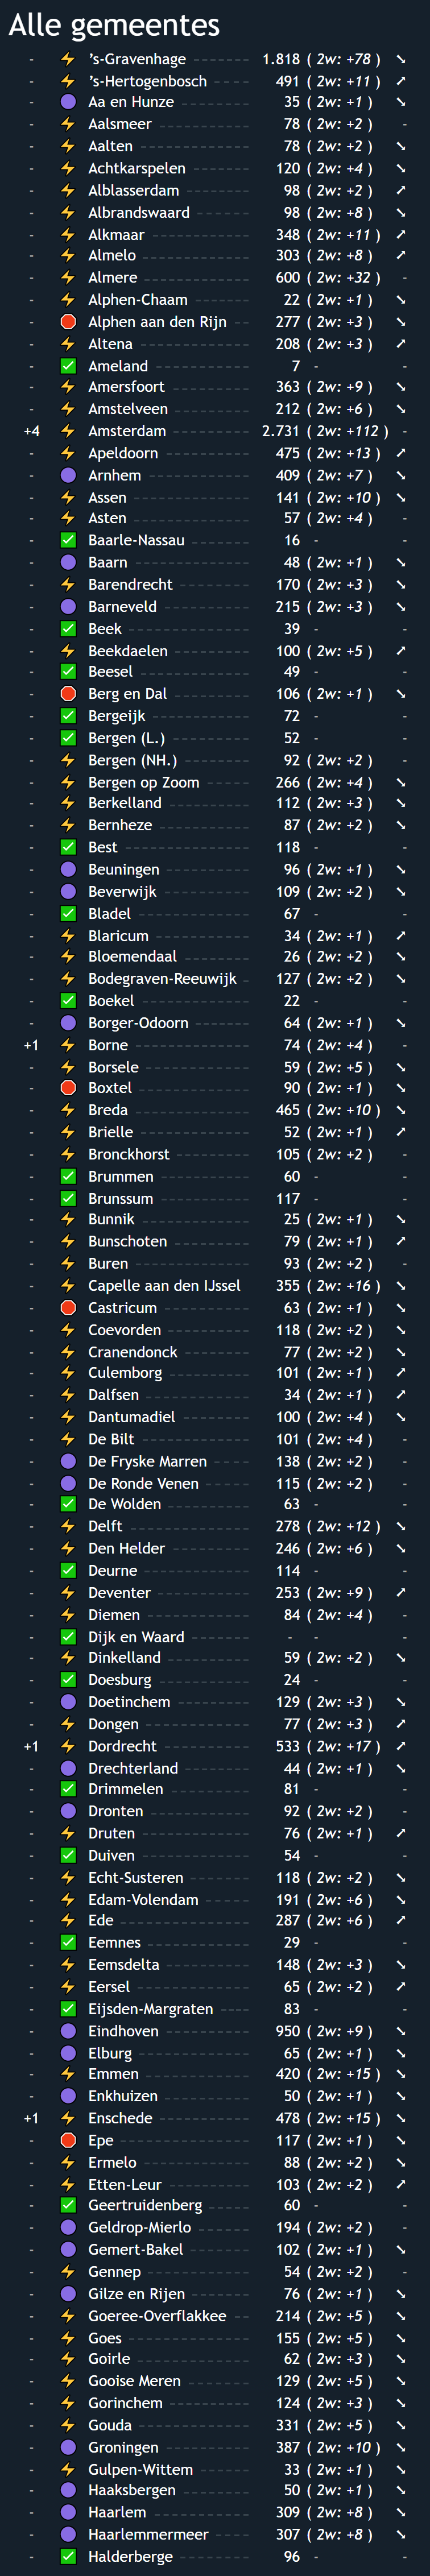 Alle gemeentes
- ⚡ ’s-Gravenhage 1.818 ( 2w: +78 ) ➘
- ⚡ ’s-Hertogenbosch 491 ( 2w: +11 ) ➚
- 🟣 Aa en Hunze 35 ( 2w: +1 ) ➘
- ⚡ Aalsmeer 78 ( 2w: +2 ) -
- ⚡ Aalten 78 ( 2w: +2 ) ➘
- ⚡ Achtkarspelen 120 ( 2w: +4 ) ➘
- ⚡ Alblasserdam 98 ( 2w: +2 ) ➚
- ⚡ Albrandswaard 98 ( 2w: +8 ) ➘
- ⚡ Alkmaar 348 ( 2w: +11 ) ➚
- ⚡ Almelo 303 ( 2w: +8 ) ➚
- ⚡ Almere 600 ( 2w: +32 ) -
- ⚡ Alphen-Chaam 22 ( 2w: +1 ) ➘
- 🛑 Alphen aan den Rijn 277 ( 2w: +3 ) ➘
- ⚡ Altena 208 ( 2w: +3 ) ➚
- ✅ Ameland 7 - -
- ⚡ Amersfoort 363 ( 2w: +9 ) ➘
- ⚡ Amstelveen 212 ( 2w: +6 ) ➘
+4 ⚡ Amsterdam 2.731 ( 2w: +112 ) -
- ⚡ Apeldoorn 475 ( 2w: +13 ) ➚
- 🟣 Arnhem 409 ( 2w: +7 ) ➘
- ⚡ Assen 141 ( 2w: +10 ) ➘
- ⚡ Asten 57 ( 2w: +4 ) -
- ✅ Baarle-Nassau 16 - -
- 🟣 Baarn 48 ( 2w: +1 ) ➘
- ⚡ Barendrecht 170 ( 2w: +3 ) ➘
- 🟣 Barneveld 215 ( 2w: +3 ) ➘
- ✅ Beek 39 - -
- ⚡ Beekdaelen 100 ( 2w: +5 ) ➚
- ✅ Beesel 49 - -
- 🛑 Berg en Dal 106 ( 2w: +1 ) ➘
- ✅ Bergeijk 72 - -
- ✅ Bergen (L.) 52 - -
- ⚡ Bergen (NH.) 92 ( 2w: +2 ) -
- ⚡ Bergen op Zoom 266 ( 2w: +4 ) ➘
- ⚡ Berkelland 112 ( 2w: +3 ) ➘
- ⚡ Bernheze 87 ( 2w: +2 ) ➘
- ✅ Best 118 - -
- 🟣 Beuningen 96 ( 2w: +1 ) ➘
- 🟣 Beverwijk 109 ( 2w: +2 ) ➘
- ✅ Bladel 67 - -
- ⚡ Blaricum 34 ( 2w: +1 ) ➚
- ⚡ Bloemendaal 26 ( 2w: +2 ) ➘
- ⚡ Bodegraven-Reeuwijk 127 ( 2w: +2 ) ➘
- ✅ Boekel 22 - -
- 🟣 Borger-Odoorn 64 ( 2w: +1 ) ➘
+1 ⚡ Borne 74 ( 2w: +4 ) -
- ⚡ Borsele 59 ( 2w: +5 ) ➘
- 🛑 Boxtel 90 ( 2w: +1 ) ➘
- ⚡ Breda 465 ( 2w: +10 ) ➘
- ⚡ Brielle 52 ( 2w: +1 ) ➚
- ⚡ Bronckhorst 105 ( 2w: +2 ) -
- ✅ Brummen 60 - -
- ✅ Brunssum 117 - -
- ⚡ Bunnik 25 ( 2w: +1 ) ➘
- ⚡ Bunschoten 79 ( 2w: +1 ) ➚
- ⚡ Buren 93 ( 2w: +2 ) -
- ⚡ Capelle aan den IJssel 355 ( 2w: +16 ) ➘
- 🛑 Castricum 63 ( 2w: +1 ) ➘
- ⚡ Coevorden 118 ( 2w: +2 ) ➘
- ⚡ Cranendonck 77 ( 2w: +2 ) ➘
- ⚡ Culemborg 101 ( 2w: +1 ) ➚
- ⚡ Dalfsen 34 ( 2w: +1 ) ➚
- ⚡ Dantumadiel 100 ( 2w: +4 ) ➘
- ⚡ De Bilt 101 ( 2w: +4 ) -
- 🟣 De Fryske Marren 138 ( 2w: +2 ) -
- 🟣 De Ronde Venen 115 ( 2w: +2 ) -
- ✅ De Wolden 63 - -
- ⚡ Delft 278 ( 2w: +12 ) ➘
- ⚡ Den Helder 246 ( 2w: +6 ) ➘
- ✅ Deurne 114 - -
- ⚡ Deventer 253 ( 2w: +9 ) ➚
- ⚡ Diemen 84 ( 2w: +4 ) -
- ✅ Dijk en Waard - - -
- ⚡ Dinkelland 59 ( 2w: +2 ) ➘
- ✅ Doesburg 24 - -
- 🟣 Doetinchem 129 ( 2w: +3 ) ➘
- ⚡ Dongen 77 ( 2w: +3 ) ➚
+1 ⚡ Dordrecht 533 ( 2w: +17 ) ➚
- 🟣 Drechterland 44 ( 2w: +1 ) ➘
- ✅ Drimmelen 81 - -
- 🟣 Dronten 92 ( 2w: +2 ) -
- ⚡ Druten 76 ( 2w: +1 ) ➚
- ✅ Duiven 54 - -
- ⚡ Echt-Susteren 118 ( 2w: +2 ) ➘
- ⚡ Edam-Volendam 191 ( 2w: +6 ) ➘
- ⚡ Ede 287 ( 2w: +6 ) ➚
- ✅ Eemnes 29 - -
- ⚡ Eemsdelta 148 ( 2w: +3 ) ➘
- ⚡ Eersel 65 ( 2w: +2 ) ➚
- ✅ Eijsden-Margraten 83 - -
- 🟣 Eindhoven 950 ( 2w: +9 ) ➘
- 🟣 Elburg 65 ( 2w: +1 ) ➘
- ⚡ Emmen 420 ( 2w: +15 ) ➘
- 🟣 Enkhuizen 50 ( 2w: +1 ) ➘
+1 ⚡ Enschede 478 ( 2w: +15 ) ➘
- 🛑 Epe 117 ( 2w: +1 ) ➘
- ⚡ Ermelo 88 ( 2w: +2 ) ➘
- ⚡ Etten-Leur 103 ( 2w: +2 ) ➚
- ✅ Geertruidenberg 60 - -
- 🟣 Geldrop-Mierlo 194 ( 2w: +2 ) -
- 🟣 Gemert-Bakel 102 ( 2w: +1 ) ➘
- ⚡ Gennep 54 ( 2w: +2 ) -
- 🟣 Gilze en Rijen 76 ( 2w: +1 ) ➘
- ⚡ Goeree-Overflakkee 214 ( 2w: +5 ) ➘
- ⚡ Goes 155 ( 2w: +5 ) ➘
- ⚡ Goirle 62 ( 2w: +3 ) ➘
- ⚡ Gooise Meren 129 ( 2w: +5 ) ➘
- ⚡ Gorinchem 124 ( 2w: +3 ) ➘
- ⚡ Gouda 331 ( 2w: +5 ) ➘
- 🟣 Groningen 387 ( 2w: +10 ) ➘
- ⚡ Gulpen-Wittem 33 ( 2w: +1 ) ➘
- 🟣 Haaksbergen 50 ( 2w: +1 ) ➘
- 🟣 Haarlem 309 ( 2w: +8 ) ➘
- 🟣 Haarlemmermeer 307 ( 2w: +8 ) ➘
- ✅ Halderberge 96 - -